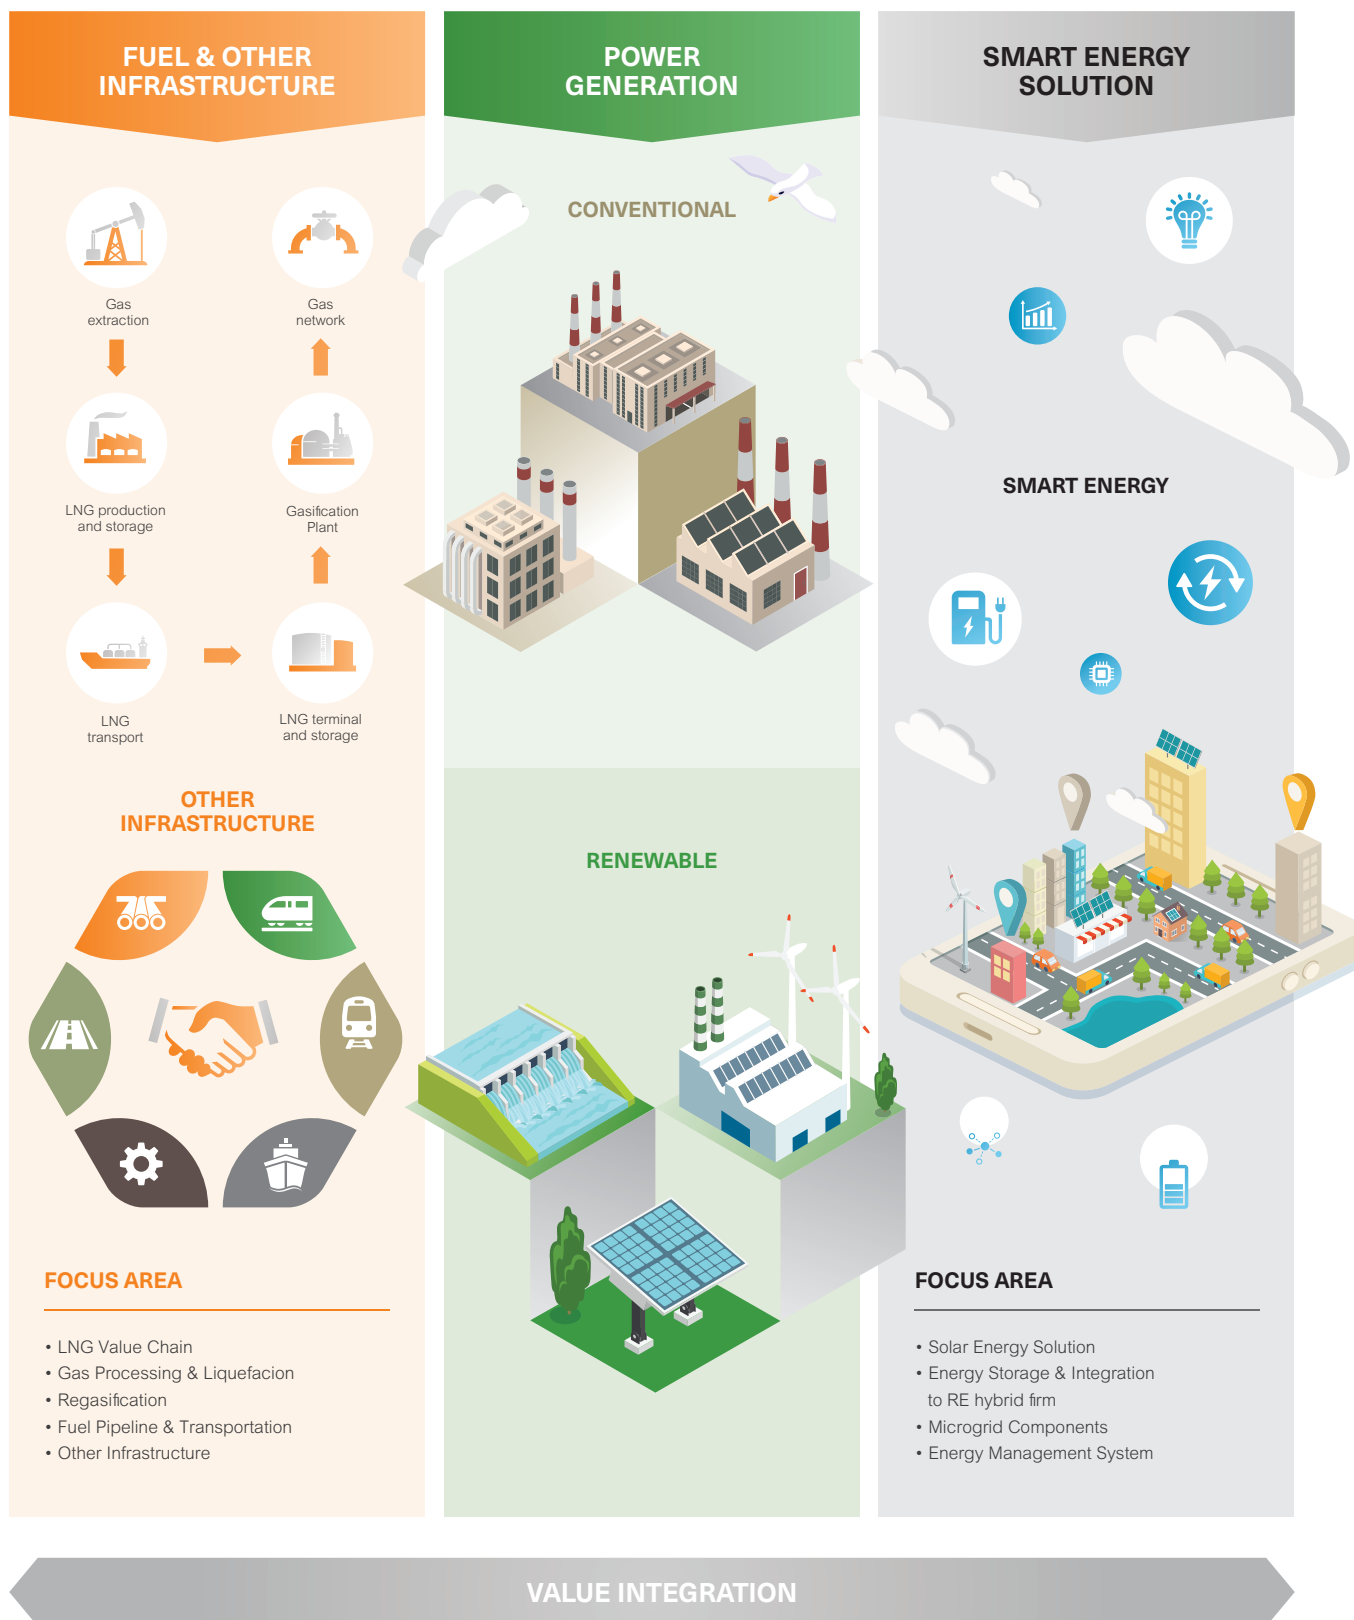 FUEL & OTHER
INFRASTRUCTURE
Gas
extraction
Gas
network
LNG production
and storage
Gasification
Plant
LNG
transport
LNG terminal
and storage
OTHER
INFRASTRUCTURE
FOCUS AREA
• LNG Value Chain
• Gas Processing & Liquefacion
• Regasification
• Fuel Pipeline & Transportation
• Other Infrastructure
POWER
GENERATION
CONVENTIONAL
RENEWABLE
SMART ENERGY
SOLUTION
SMART ENERGY
FOCUS AREA
• Solar Energy Solution
• Energy Storage & Integration
to RE hybrid firm
• Microgrid Components
• Energy Management System
VALUE INTEGRATION